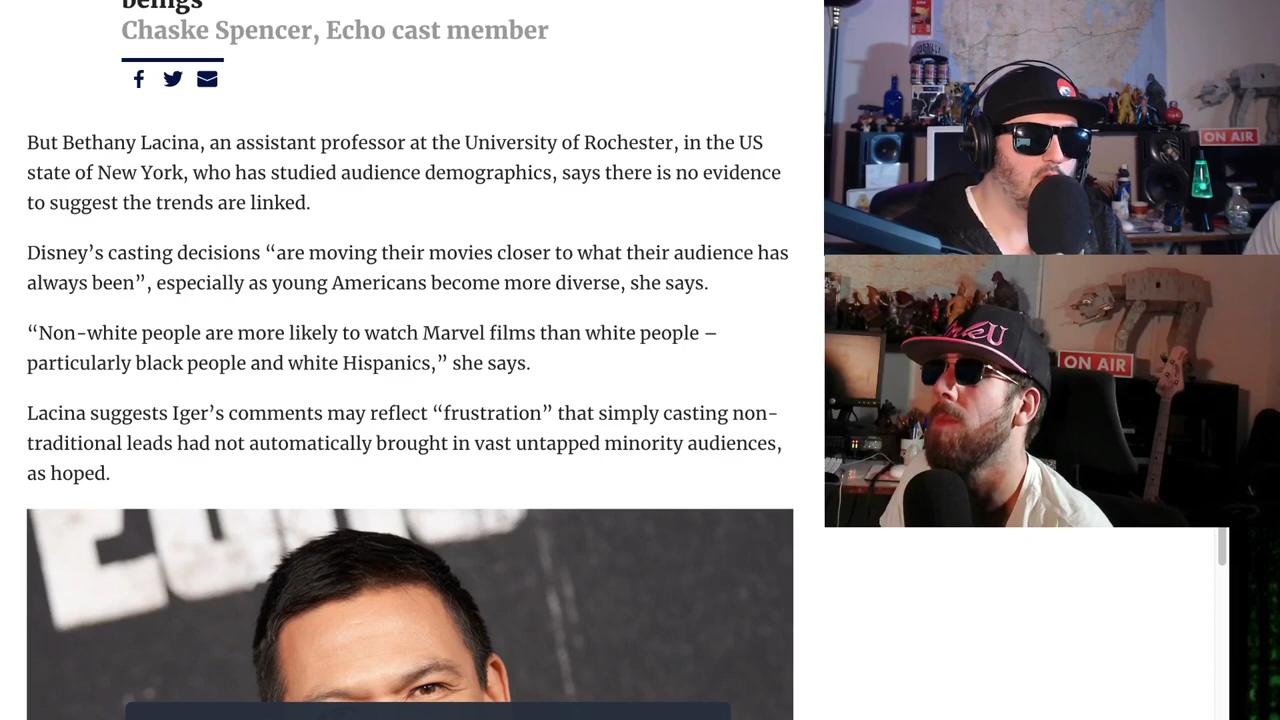 beings
Chaske Spencer, Echo cast member
But Bethany Lacina, an assistant professor at the University of Rochester, in the US
state of New York, who has studied audience demographics, says there is no evidence
to suggest the trends are linked.
Disney’s casting decisions “are moving their movies closer to what their audience has
always been”, especially as young Americans become more diverse, she says.
“Non-white people are more likely to watch Marvel films than white people –
particularly black people and white Hispanics,” she says.
Lacina suggests Iger’s comments may reflect “frustration” that simply casting non-
traditional leads had not automatically brought in vast untapped minority audiences,
as hoped.
ON AIR
ON AIR